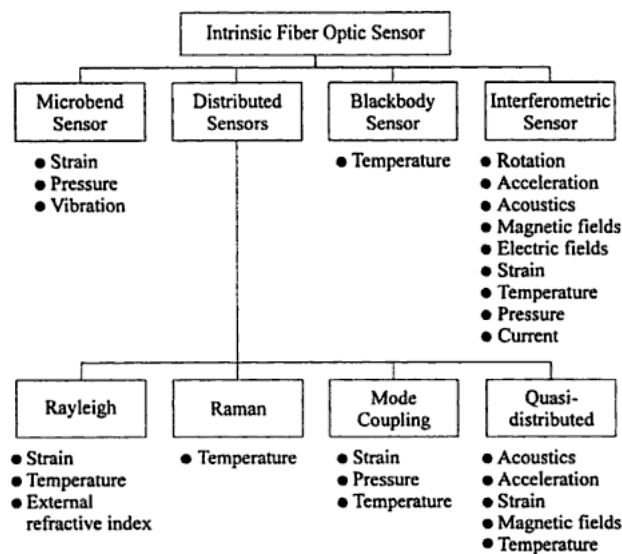 Intrinsic Fiber Optic Sensor
Microbend
Sensor
● Strain
● Pressure
● Vibration
Distributed
Sensors
Blackbody
Sensor
● Temperature
Interferometric
Sensor
● Rotation
● Acceleration
● Acoustics
● Magnetic fields
● Electric fields
● Strain
● Temperature
● Pressure
● Current
Rayleigh
● Strain
● Temperature
● External
refractive index
Raman
● Temperature
Mode
Coupling
● Strain
● Pressure
● Temperature
Quasi-
distributed
● Acoustics
● Acceleration
● Strain
● Magnetic fields
● Temperature